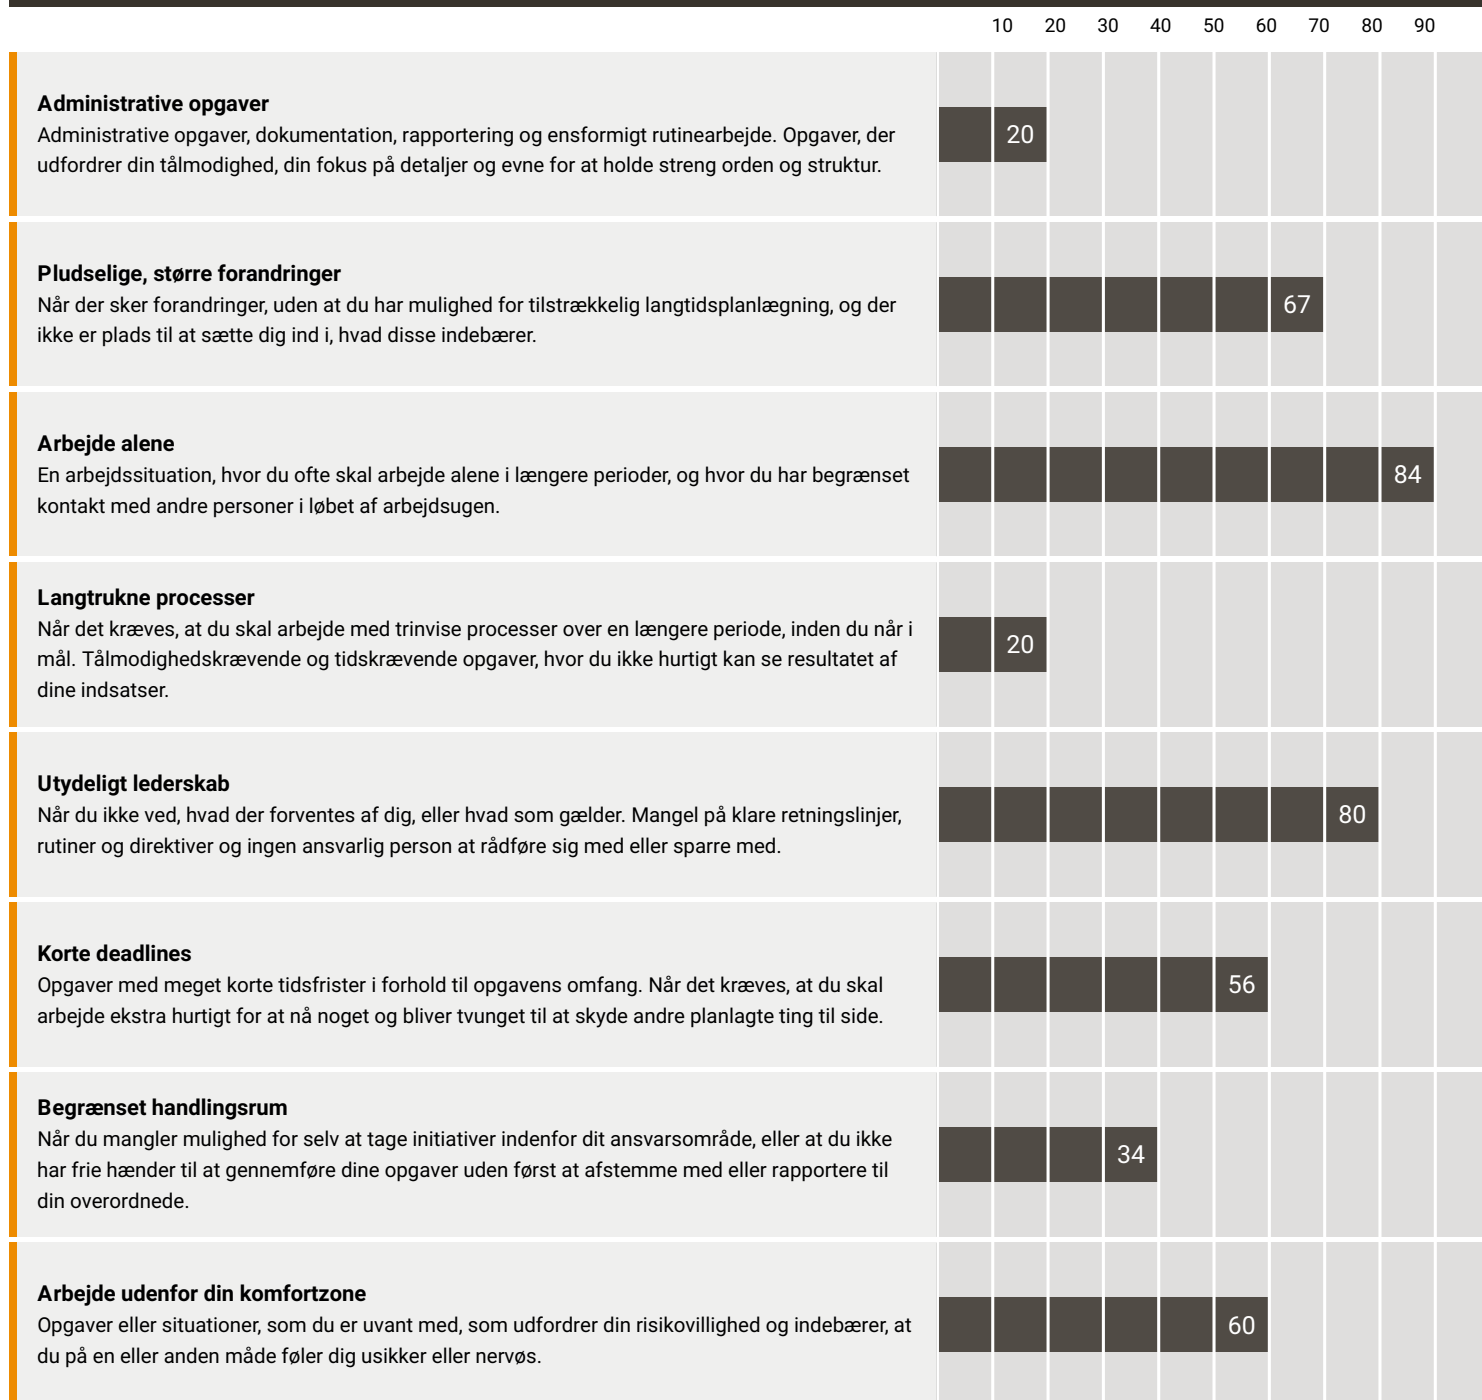 10 20 30 40 50 60 70 80 90
Administrative opgaver
Administrative opgaver, dokumentation, rapportering og ensformigt rutinearbejde. Opgaver, der
udfordrer din tålmodighed, din fokus på detaljer og evne for at holde streng orden og struktur.
20
Pludselige, større forandringer
Når der sker forandringer, uden at du har mulighed for tilstrækkelig langtidsplanlægning, og der
ikke er plads til at sætte dig ind i, hvad disse indebærer.
67
Arbejde alene
En arbejdssituation, hvor du ofte skal arbejde alene i længere perioder, og hvor du har begrænset
kontakt med andre personer i løbet af arbejdsugen.
84
Langtrukne processer
Når det kræves, at du skal arbejde med trinvise processer over en længere periode, inden du når i
mål. Tålmodighedskrævende og tidskrævende opgaver, hvor du ikke hurtigt kan se resultatet af
dine indsatser.
20
Utydeligt lederskab
Når du ikke ved, hvad der forventes af dig, eller hvad som gælder. Mangel på klare retningslinjer,
rutiner og direktiver og ingen ansvarlig person at rådføre sig med eller sparre med.
80
Korte deadlines
Opgaver med meget korte tidsfrister i forhold til opgavens omfang. Når det kræves, at du skal
arbejde ekstra hurtigt for at nå noget og bliver tvunget til at skyde andre planlagte ting til side.
56
Begrænset handlingsrum
Når du mangler mulighed for selv at tage initiativer indenfor dit ansvarsområde, eller at du ikke
har frie hænder til at gennemføre dine opgaver uden først at afstemme med eller rapportere til
din overordnede.
34
Arbejde udenfor din komfortzone
Opgaver eller situationer, som du er uvant med, som udfordrer din risikovillighed og indebærer, at
du på en eller anden måde føler dig usikker eller nervøs.
60